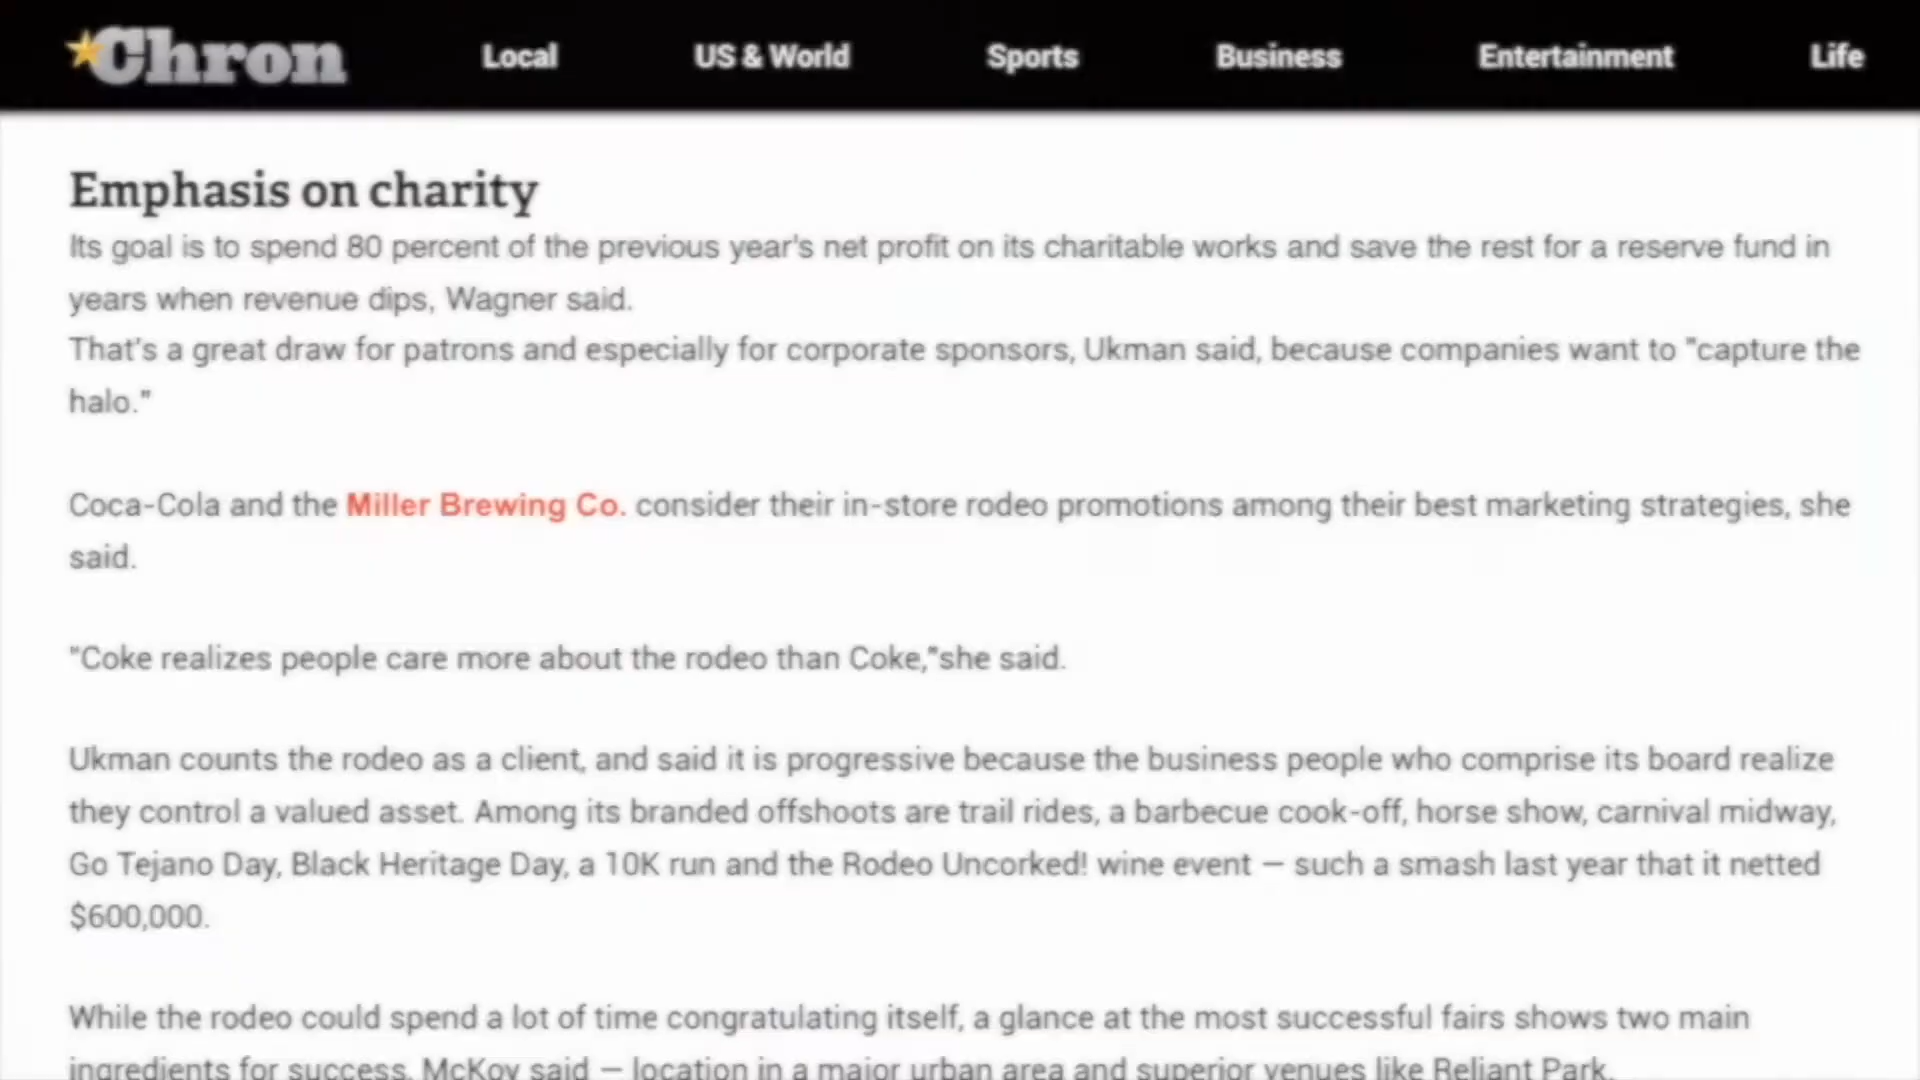 Chron Local US & World Sports Business Entertainment Life
Emphasis on charity
Its goal is to spend 80 percent of the previous year's net profit on its charitable works and save the rest for a reserve fund in
years when revenue dips, Wagner said.
That's a great draw for patrons and especially for corporate sponsors, Ukman said, because companies want to "capture the
halo."
Coca-Cola and the Miller Brewing Co. consider their in-store rodeo promotions among their best marketing strategies, she
said.
"Coke realizes people care more about the rodeo than Coke,"she said.
Ukman counts the rodeo as a client, and said it is progressive because the business people who comprise its board realize
they control a valued asset. Among its branded offshoots are trail rides, a barbecue cook-off, horse show, carnival midway,
Go Tejano Day, Black Heritage Day, a 10K run and the Rodeo Uncorked! wine event — such a smash last year that it netted
$600,000.
While the rodeo could spend a lot of time congratulating itself, a glance at the most successful fairs shows two main
ingredients for success, McKoy said — location in a major urban area and superior venues like Reliant Park.